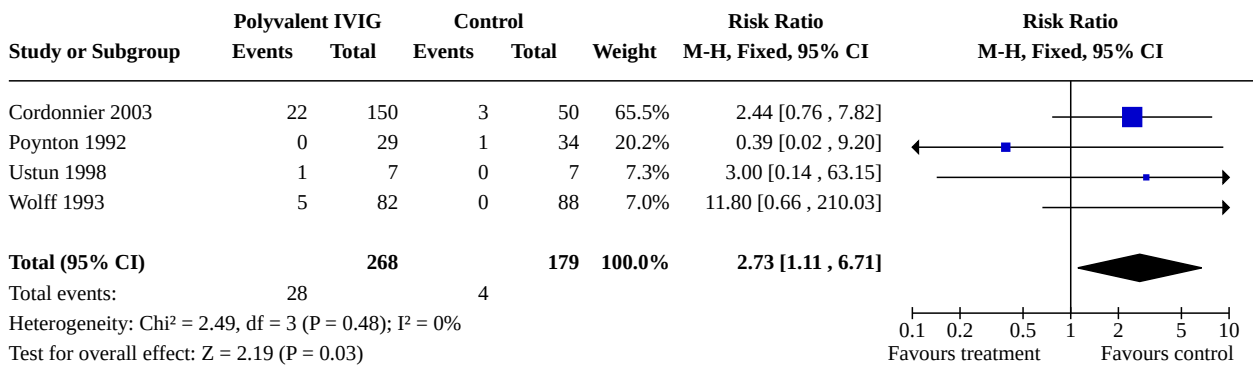 Polyvalent IVIG Control Risk Ratio Risk Ratio
Study or Subgroup Events Total Events Total Weight M-H, Fixed, 95% CI M-H, Fixed, 95% CI
Cordonnier 2003 22 150 3 50 65.5% 2.44 [0.76 , 7.82]
Poynton 1992 0 29 1 34 20.2% 0.39 [0.02 , 9.20]
Ustun 1998 1 7 0 7 7.3% 3.00 [0.14 , 63.15]
Wolff 1993 5 82 0 88 7.0% 11.80 [0.66 , 210.03]
Total (95% CI) 268 179 100.0% 2.73 [1.11 , 6.71]
Total events: 28 4
Heterogeneity: Chi² = 2.49, df = 3 (P = 0.48); I² = 0%
0.1 0.2 0.5 1 2 5 10
Test for overall effect: Z = 2.19 (P = 0.03) Favours treatment Favours control